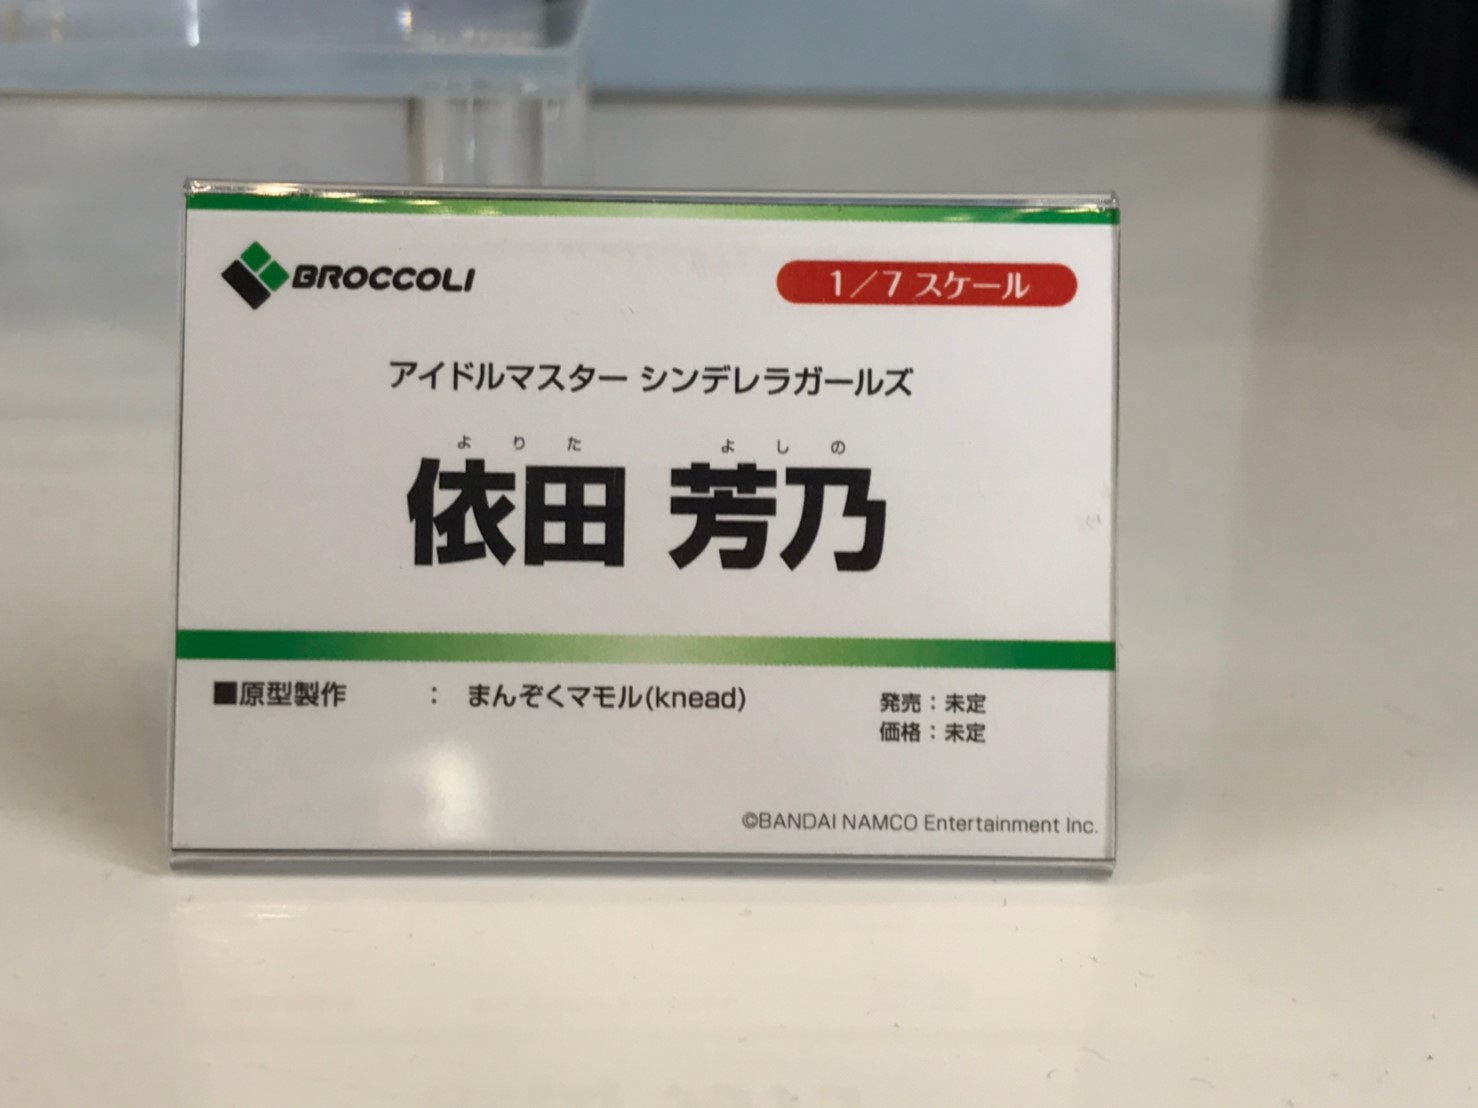 BROCCOLI
1/7 スケール
アイドルマスター シンデレラガールズ
よりた よしの
依田 芳乃
■原型製作 : まんぞくマモル(knead)
発売：未定
価格：未定
©BANDAI NAMCO Entertainment Inc.